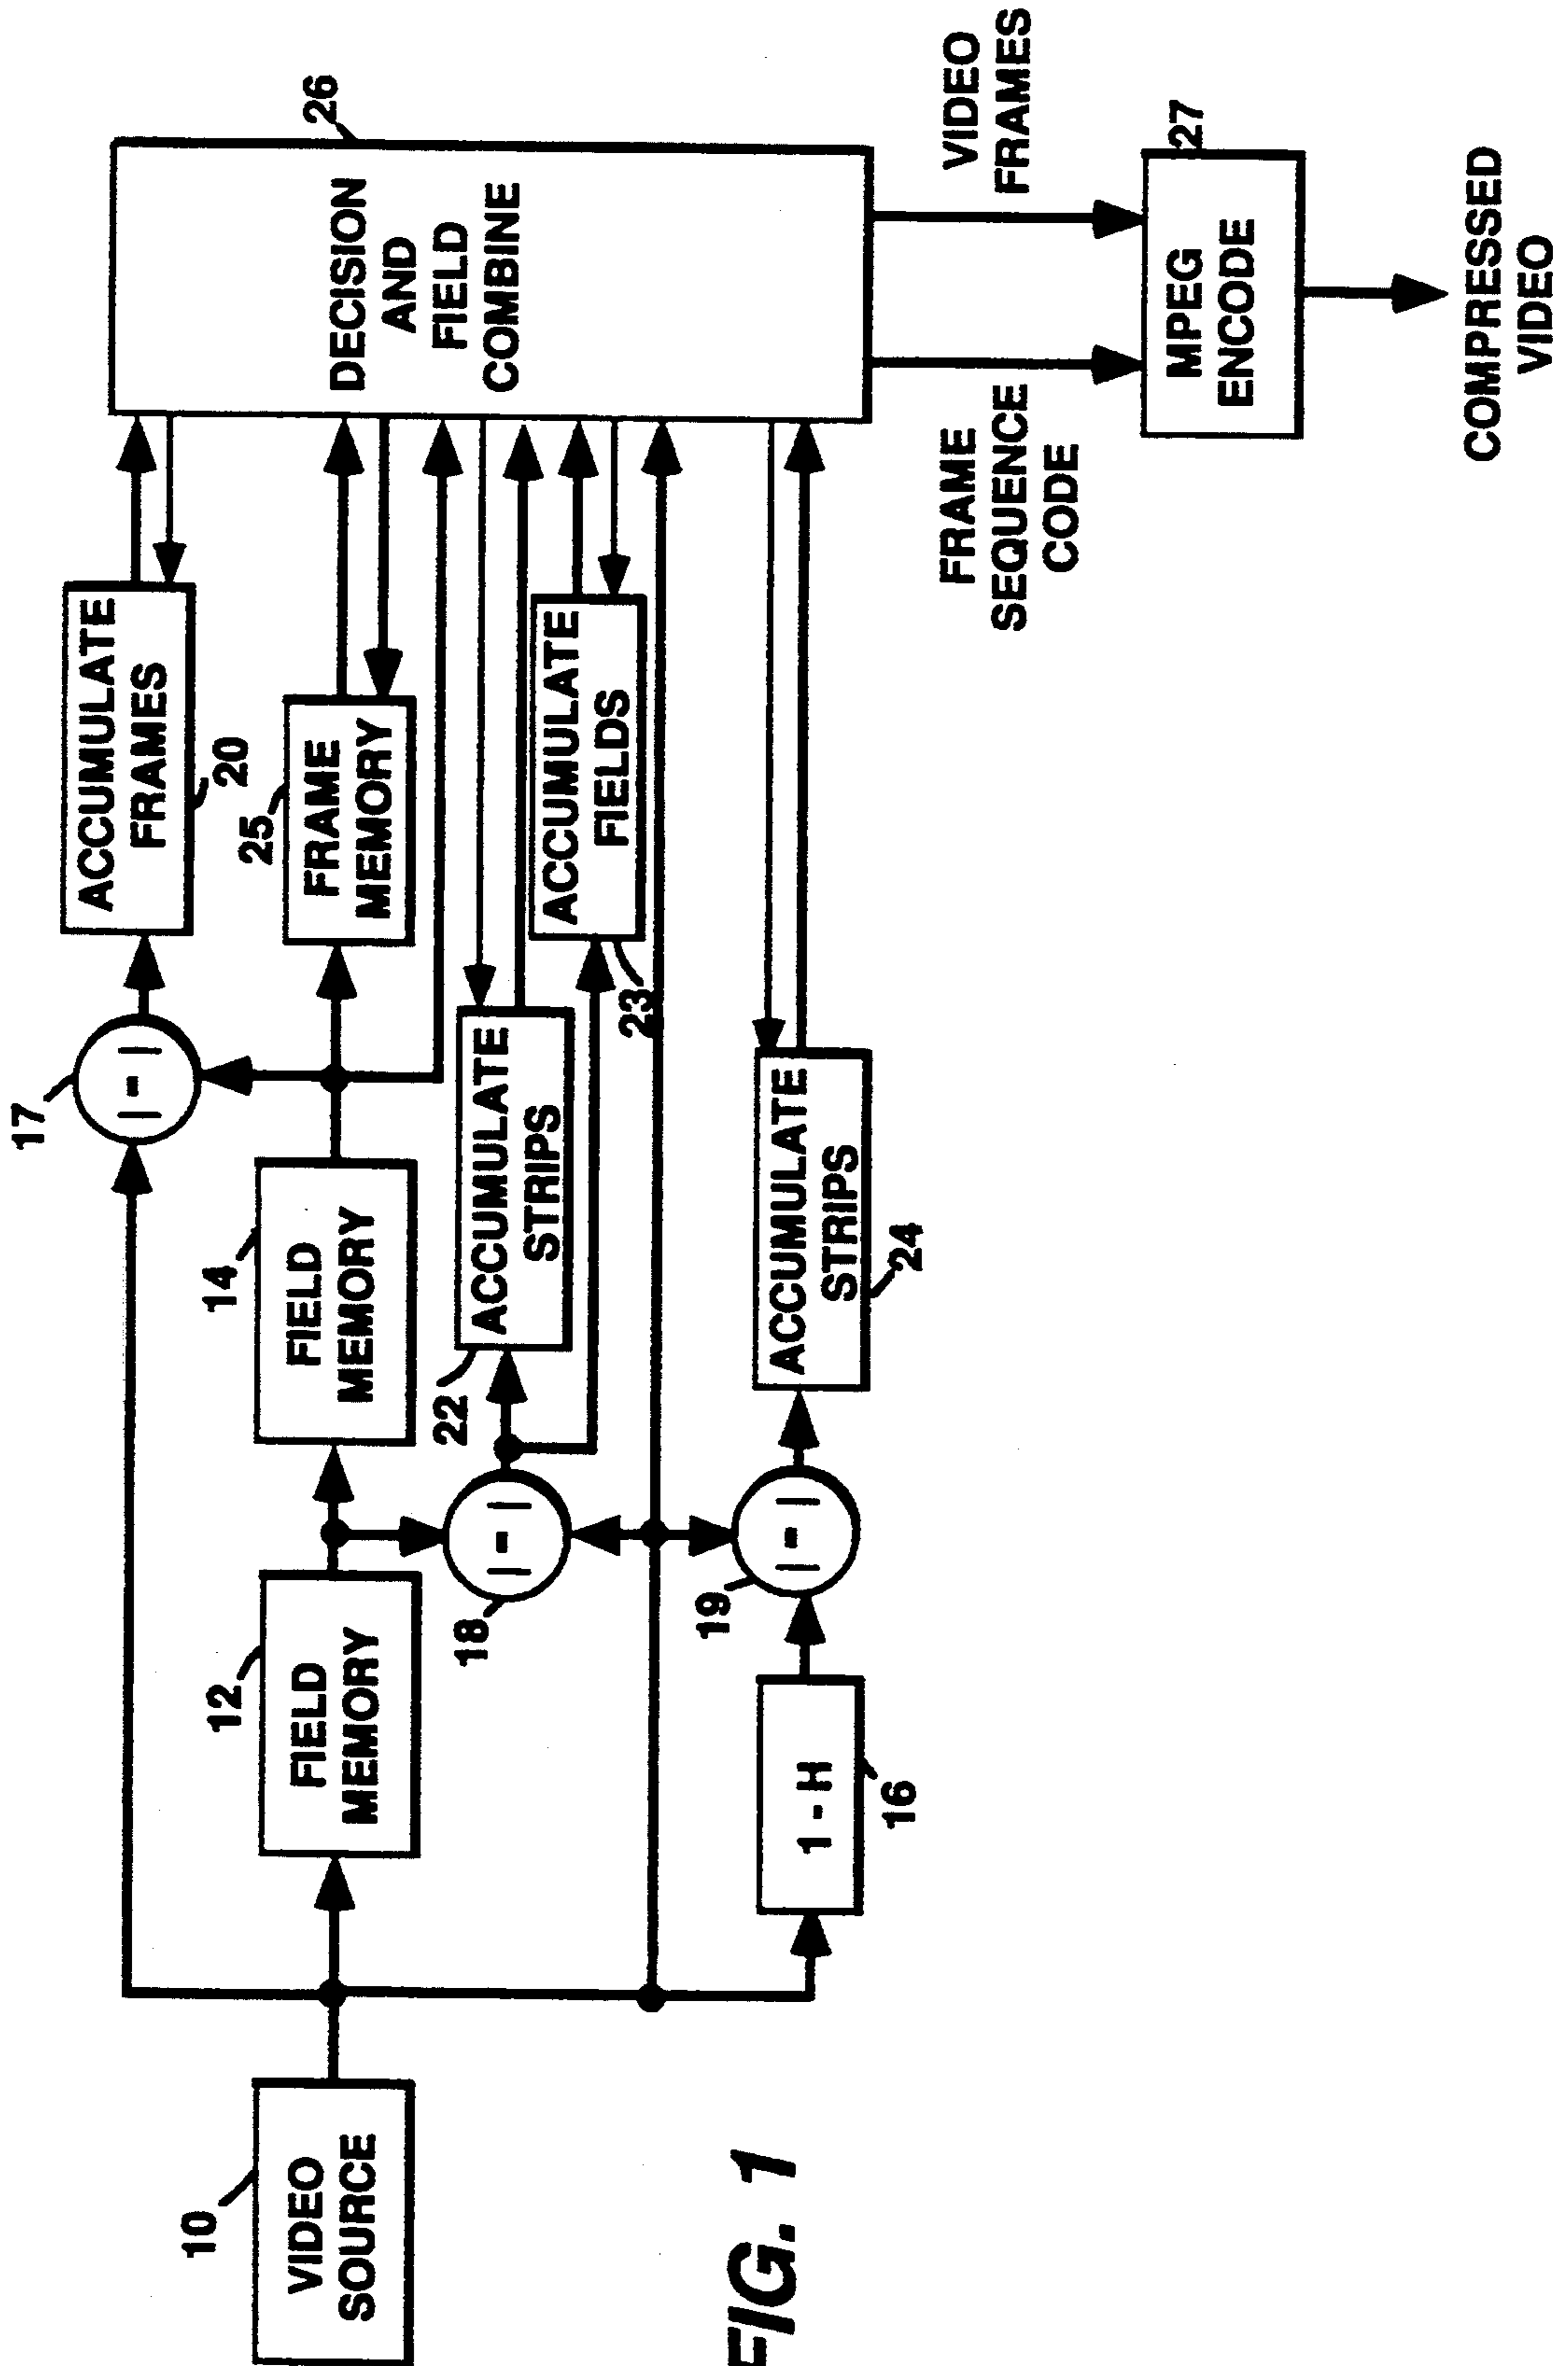 17
ACCUMULATE
FRAMES
20
26
DECISION
AND
FIELD
COMBINE
10
VIDEO
SOURCE
12
FIELD
MEMORY
14
FIELD
MEMORY
25
FRAME
MEMORY
18
22
ACCUMULATE
STRIPS
ACCUMULATE
FIELDS
23
19
1-H
16
ACCUMULATE
STRIPS
24
FRAME
SEQUENCE
CODE
VIDEO
FRAMES
27
MPEG
ENCODE
COMPRESSED
VIDEO
FIG. 1